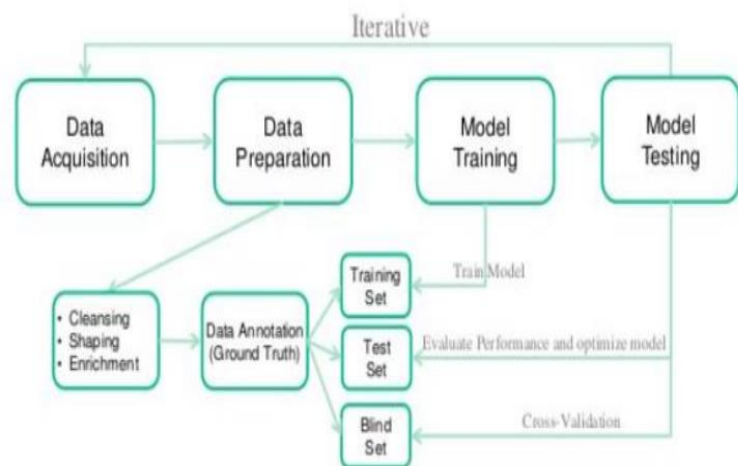 Iterative
Data
Acquisition
Data
Preparation
Model
Training
Model
Testing
• Cleansing
• Shaping
• Enrichment
Data Annotation
(Ground Truth)
Training
Set
Train Model
Test
Set
Evaluate Performance and optimize model
Blind
Set
Cross-Validation